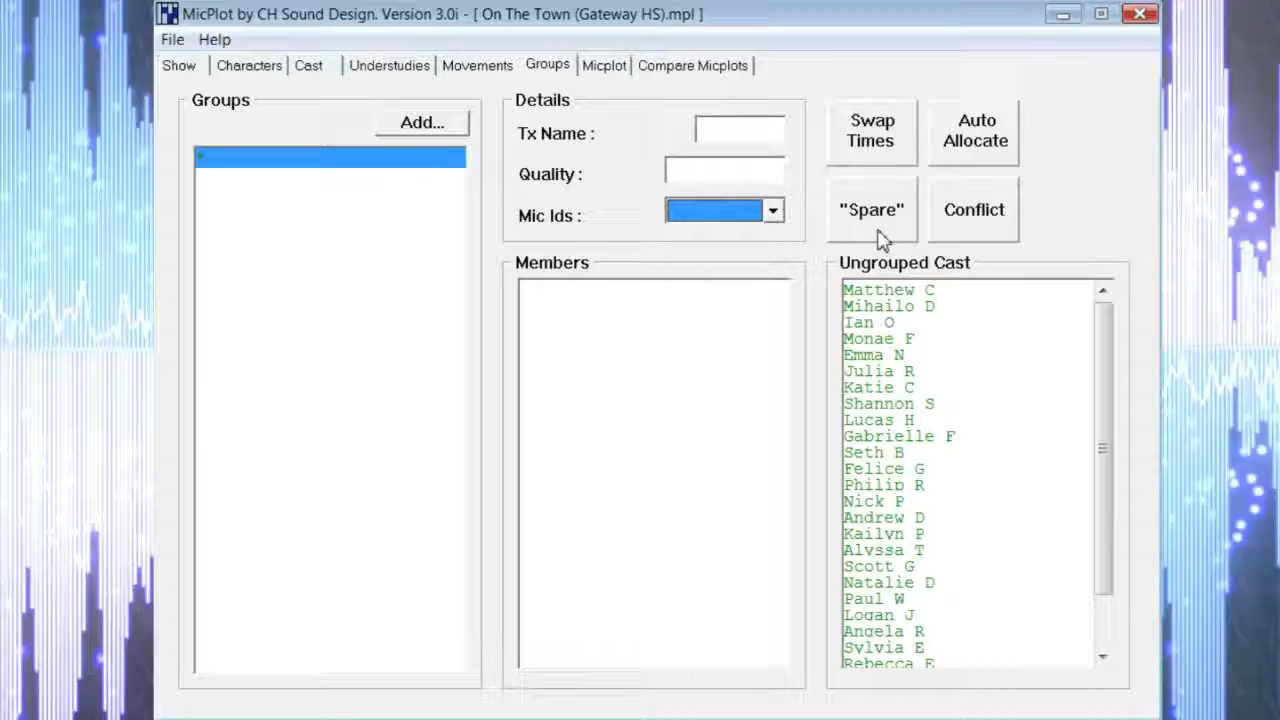 MicPlot by CH Sound Design. Version 3.0i - [ On The Town (Gateway HS).mpl ]
File Help
Show Characters Cast Understudies Movements Groups Micplot Compare Micplots
Groups
Add...
Details
Tx Name :
Quality :
Mic Ids :
Swap Times
Auto Allocate
"Spare"
Conflict
Members
Ungrouped Cast
Matthew C
Mihailo D
Ian O
Monae F
Emma N
Julia R
Katie C
Shannon S
Lucas H
Gabrielle F
Seth B
Felice G
Philip R
Nick P
Andrew D
Kailyn P
Alyssa T
Scott G
Natalie D
Paul W
Logan J
Angela R
Sylvia E
Rebecca E